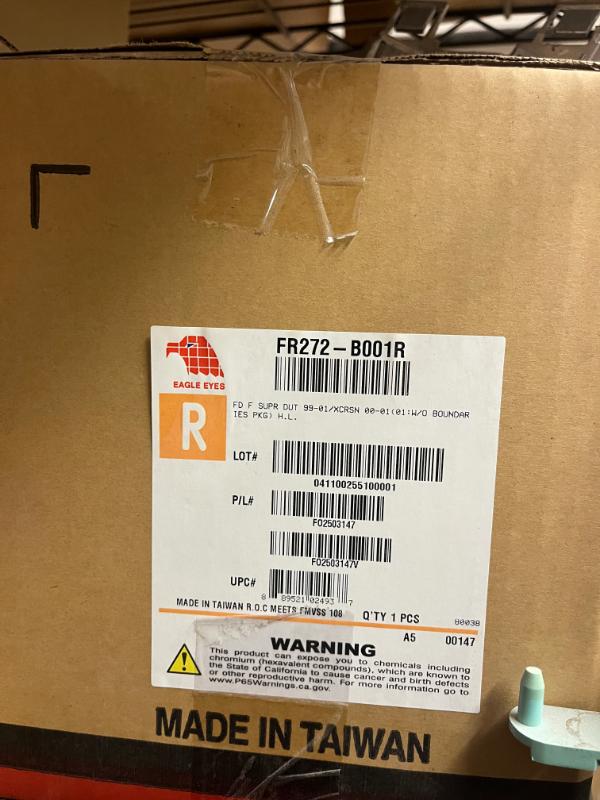 FR272-B001R
EAGLE EYES
R
FD F SUPR DUT 99-01/XCRSN 00-01(01:W/O BOUNDAR
IES PKG) H.L.
LOT#
041100255100001
P/L#
FO2503147
FO2503147V
UPC#
8 89521 02493 7
MADE IN TAIWAN R.O.C MEETS FMVSS 108
Q'TY 1 PCS
80038
A5 00147
WARNING
This product can expose you to chemicals including
chromium (hexavalent compounds), which are known to
the State of California to cause cancer and birth defects
or other reproductive harm. For more information go to
www.P65Warnings.ca.gov.
MADE IN TAIWAN